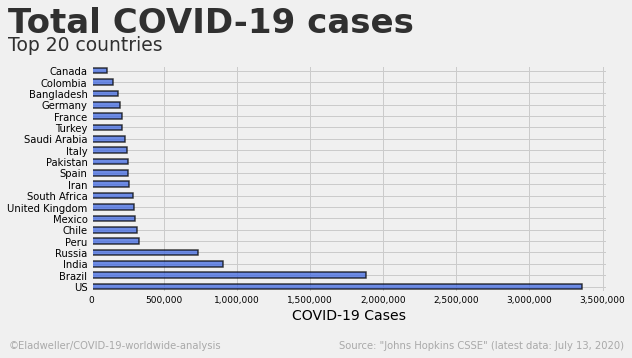 Total COVID-19 cases
Top 20 countries
Canada
Colombia
Bangladesh
Germany
France
Turkey
Saudi Arabia
Italy
Pakistan
Spain
Iran
South Africa
United Kingdom
Mexico
Chile
Peru
Russia
India
Brazil
US
0 500,000 1,000,000 1,500,000 2,000,000 2,500,000 3,000,000 3,500,000
COVID-19 Cases
©Eladweller/COVID-19-worldwide-analysis Source: "Johns Hopkins CSSE" (latest data: July 13, 2020)